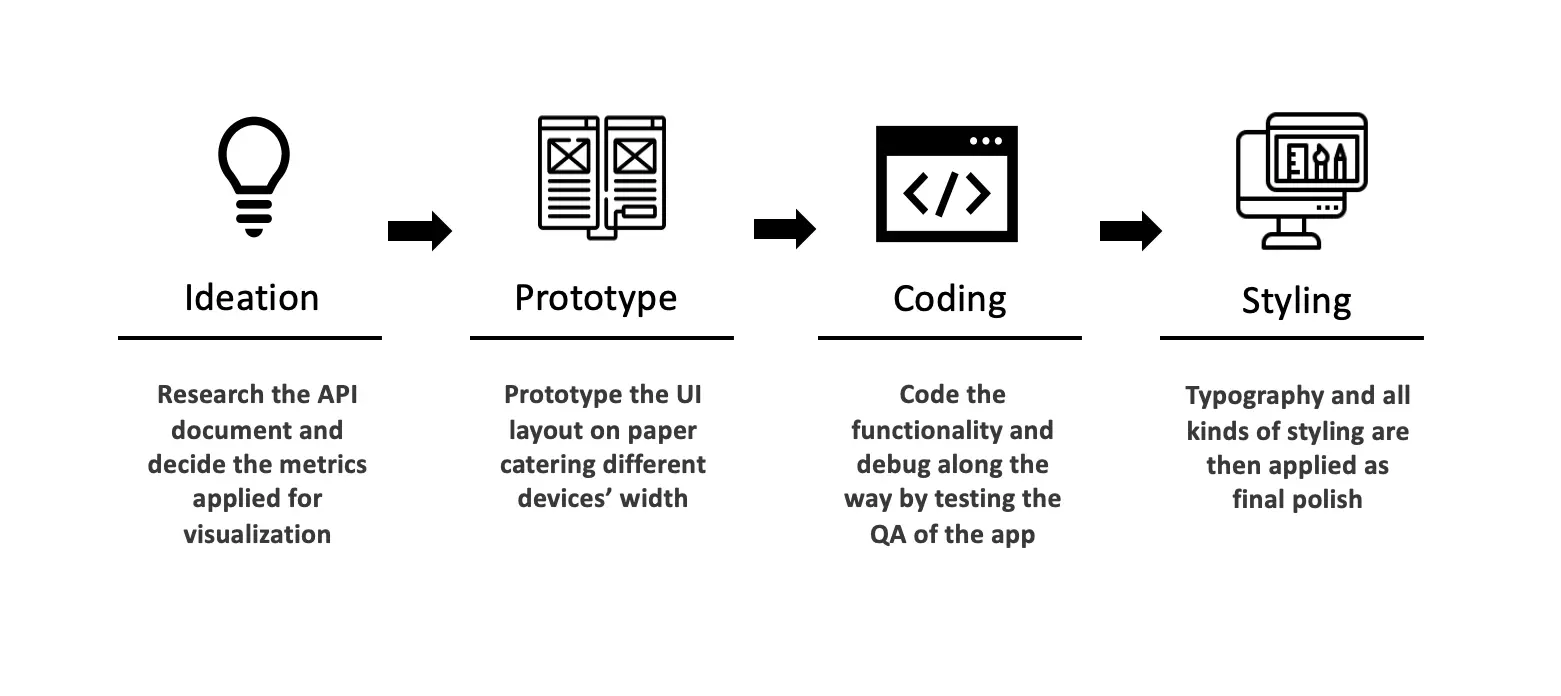 Ideation
Research the API
document and
decide the metrics
applied for
visualization
Prototype
Prototype the UI
layout on paper
catering different
devices’ width
Coding
Code the
functionality and
debug along the
way by testing the
QA of the app
Styling
Typography and all
kinds of styling are
then applied as
final polish